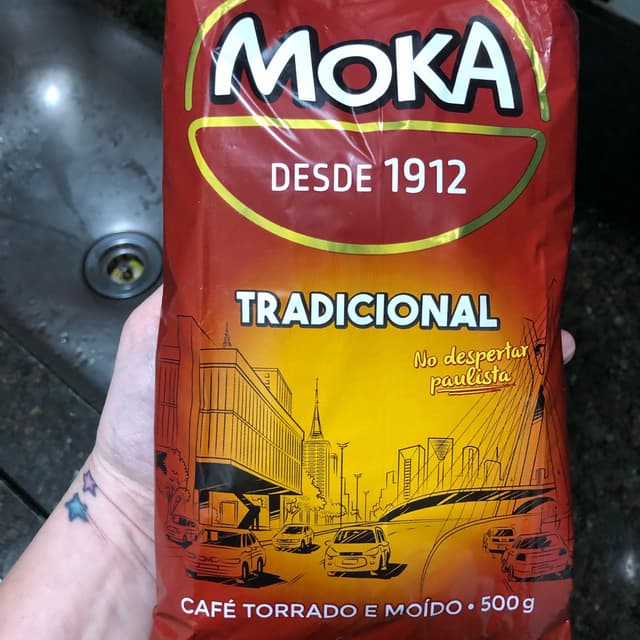 MOKA
DESDE 1912
TRADICIONAL
No despertar
paulista
CAFÉ TORRADO E MOÍDO • 500g